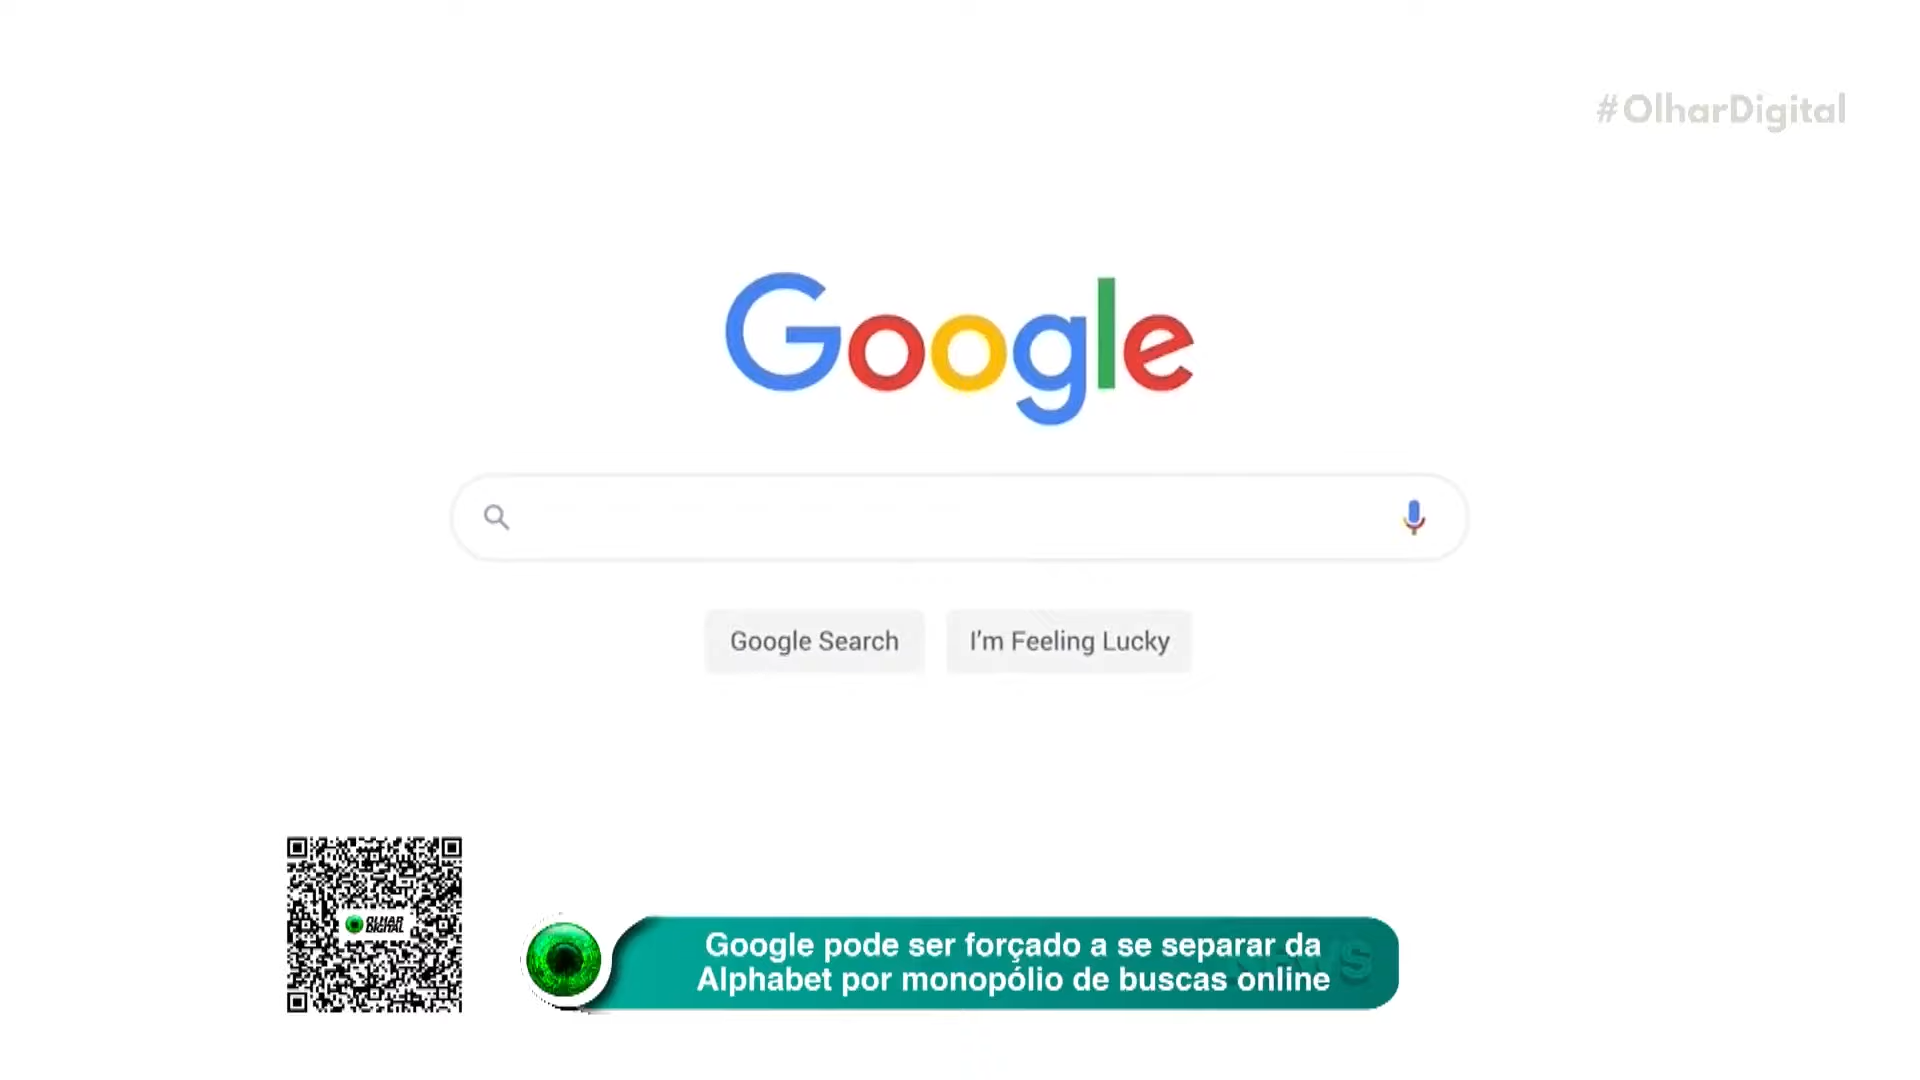 #OlharDigital
Google
Google Search
I'm Feeling Lucky
OLHAR
DIGITAL
Google pode ser forçado a se separar da
Alphabet por monopólio de buscas online